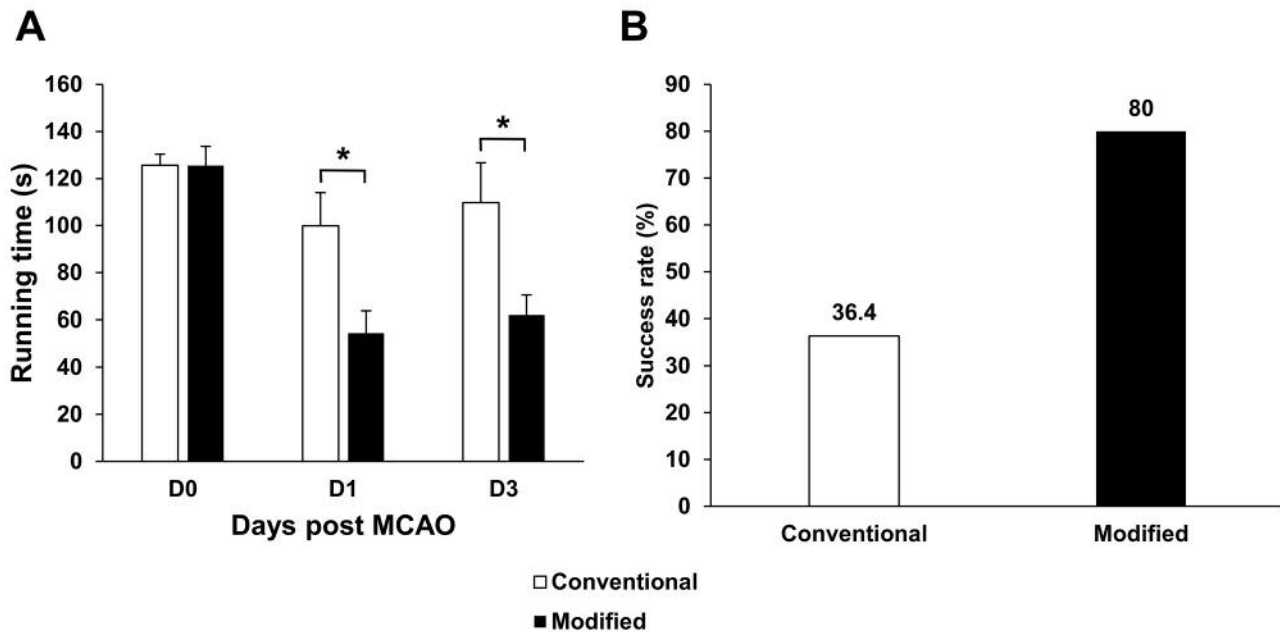 A
Running time (s)
160
140
120
100
80
60
40
20
0
*
*
D0 D1 D3
Days post MCAO
B
Success rate (%)
90
80
70
60
50
40
30
20
10
0
36.4
80
Conventional Modified
Conventional
Modified